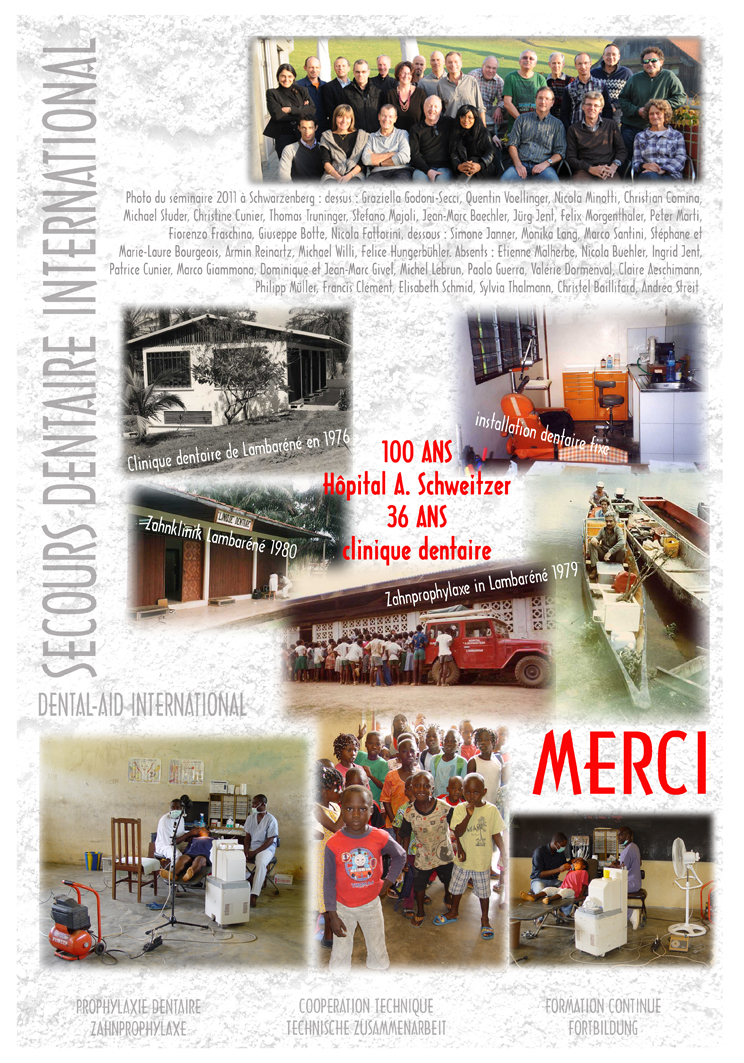 SECOURS DENTAIRE INTERNATIONAL
Photo du séminaire 2011 à Schwarzenberg : dessus : Graziella Godoni-Secci, Quentin Voellinger, Nicola Minotti, Christian Comina,
Michael Studer, Christine Cunier, Thomas Truninger, Stefano Majoli, Jean-Marc Baechler, Jürg Jent, Felix Morgenthaler, Peter Marti,
Fiorenzo Fraschina, Giuseppe Botte, Nicola Fattorini, dessous : Simone Janner, Monika Lang, Marco Santini, Stéphane et
Marie-Laure Bourgeois, Armin Reinartz, Michael Willi, Felice Hungerbühler. Absents : Etienne Malherbe, Nicola Buehler, Ingrid Jent,
Patrice Cunier, Marco Giammona, Dominique et Jean-Marc Givel, Michel Lebrun, Paolo Guerra, Valérie Dormenval, Claire Aeschimann,
Philipp Müller, Francis Clément, Elisabeth Schmid, Sylvia Thalmann, Christel Baillifard, Andrea Streit
Clinique dentaire de Lambaréné en 1976
installation dentaire fixe
100 ANS
Hôpital A. Schweitzer
36 ANS
clinique dentaire
Zahnklinik Lambaréné 1980
Zahnprophylaxe in Lambaréné 1979
DENTAL-AID INTERNATIONAL
MERCI
PROPHYLAXIE DENTAIRE
ZAHNPROPHYLAXE
COOPERATION TECHNIQUE
TECHNISCHE ZUSAMMENARBEIT
FORMATION CONTINUE
FORTBILDUNG